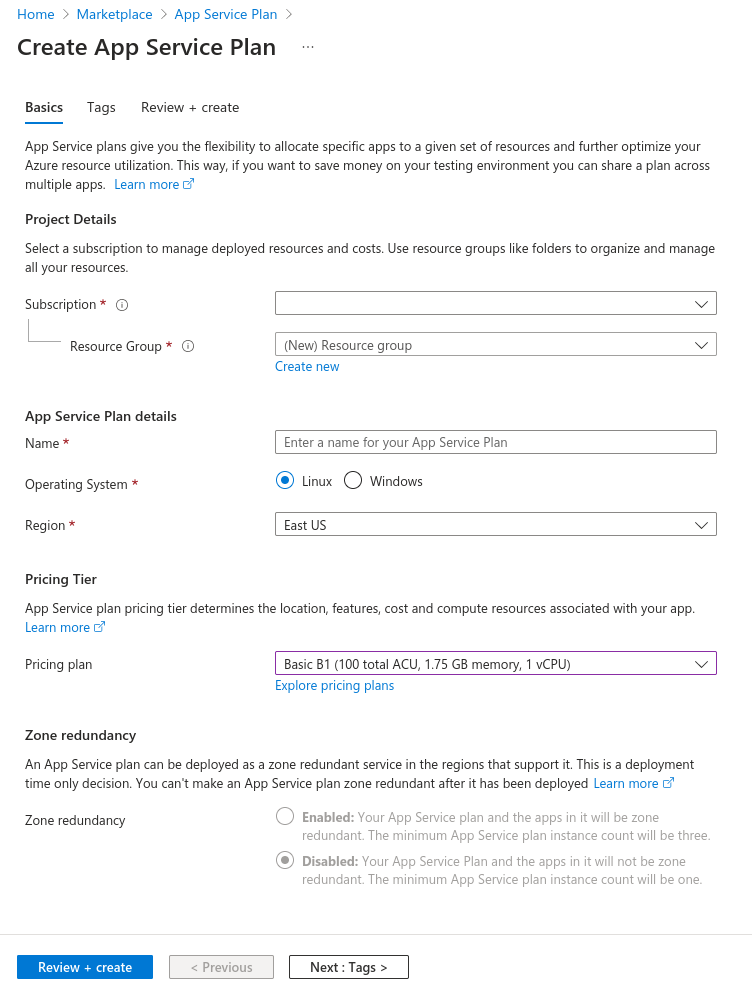 Home > Marketplace > App Service Plan >
Create App Service Plan ...
Basics Tags Review + create
App Service plans give you the flexibility to allocate specific apps to a given set of resources and further optimize your
Azure resource utilization. This way, if you want to save money on your testing environment you can share a plan across
multiple apps. Learn more
Project Details
Select a subscription to manage deployed resources and costs. Use resource groups like folders to organize and manage
all your resources.
Subscription *
Resource Group *
(New) Resource group
Create new
App Service Plan details
Name *
Enter a name for your App Service Plan
Operating System *
Linux Windows
Region *
East US
Pricing Tier
App Service plan pricing tier determines the location, features, cost and compute resources associated with your app.
Learn more
Pricing plan
Basic B1 (100 total ACU, 1.75 GB memory, 1 vCPU)
Explore pricing plans
Zone redundancy
An App Service plan can be deployed as a zone redundant service in the regions that support it. This is a deployment
time only decision. You can't make an App Service plan zone redundant after it has been deployed Learn more
Zone redundancy
Enabled: Your App Service plan and the apps in it will be zone
redundant. The minimum App Service plan instance count will be three.
Disabled: Your App Service Plan and the apps in it will not be zone
redundant. The minimum App Service plan instance count will be one.
Review + create < Previous Next : Tags >